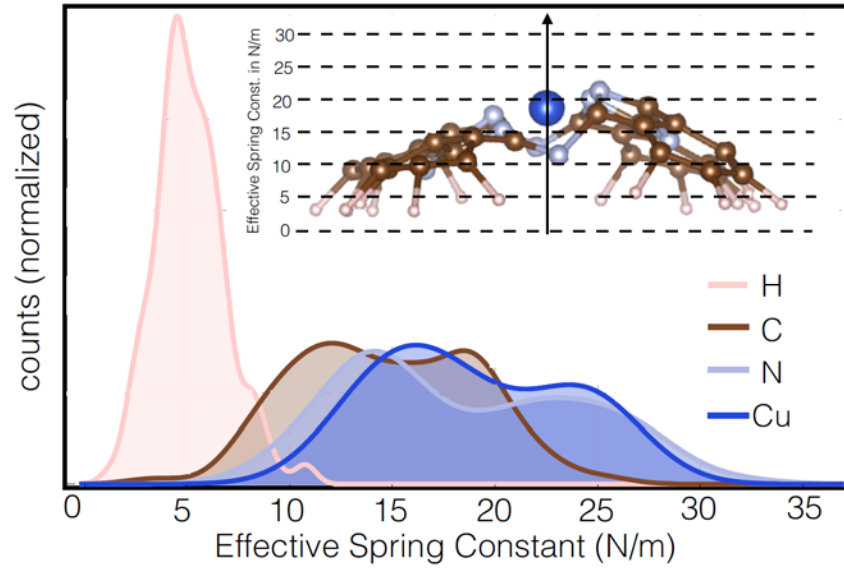 counts (normalized)
Effective Spring Const. in N/m
30
25
20
15
10
5
0
H
C
N
Cu
0 5 10 15 20 25 30 35
Effective Spring Constant (N/m)